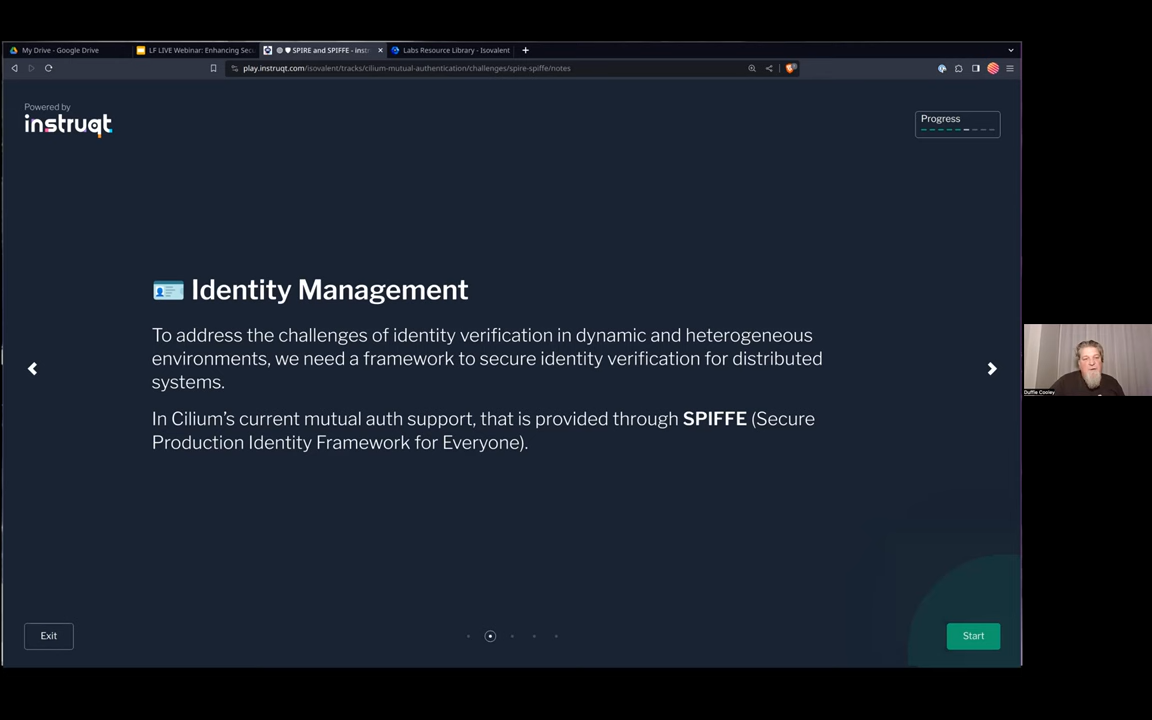 My Drive - Google Drive
LF LIVE Webinar: Enhancing Sec
SPIRE and SPIFFE - instr
Labs Resource Library - Isovalent
play.instruqt.com/isovalent/tracks/cilium-mutual-authentication/challenges/spire-spiffe/notes
Powered by
instruqt
Progress
Identity Management
To address the challenges of identity verification in dynamic and heterogeneous
environments, we need a framework to secure identity verification for distributed
systems.
In Cilium's current mutual auth support, that is provided through SPIFFE (Secure
Production Identity Framework for Everyone).
Duffie Cooley
Exit
Start